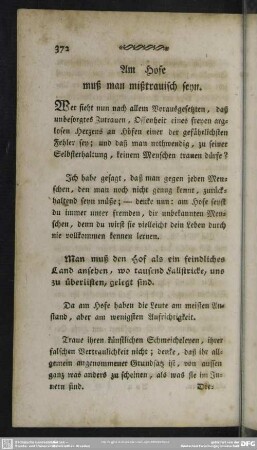 372
Am Hofe
muß man mißtrauisch seyn.
Wer sieht nun nach allem Vorausgesetzten, daß
unbesorgtes Zutrauen, Offenheit eines freyen arg-
losen Herzens an Höfen einer der gefährlichsten
Fehler sey; und daß man nothwendig, zu seiner
Selbsterhaltung, keinem Menschen trauen dürfe?
Ich habe gesagt, daß man gegen jeden Men-
schen, den man noch nicht genug kennt, zurück-
haltend seyn müße; — denke nun: am Hofe seyst
du immer unter fremden, dir unbekannten Men-
schen, denn du wirst sie vielleicht dein Leben durch
nie vollkommen kennen lernen.
Man muß den Hof als ein feindliches
Land ansehen, wo tausend Fallstricke, uns
zu überlisten, gelegt sind.
Da am Hofe haben die Leute am meisten An-
stand, aber am wenigsten Aufrichtigkeit.
Traue ihren künstlichen Schmeicheleyen, ihrer
falschen Vertraulichkeit nicht; denke, daß ihr all-
gemein angenommener Grundsatz ist, von aussen
ganz was anders zu scheinen, als was sie im In-
nern sind.